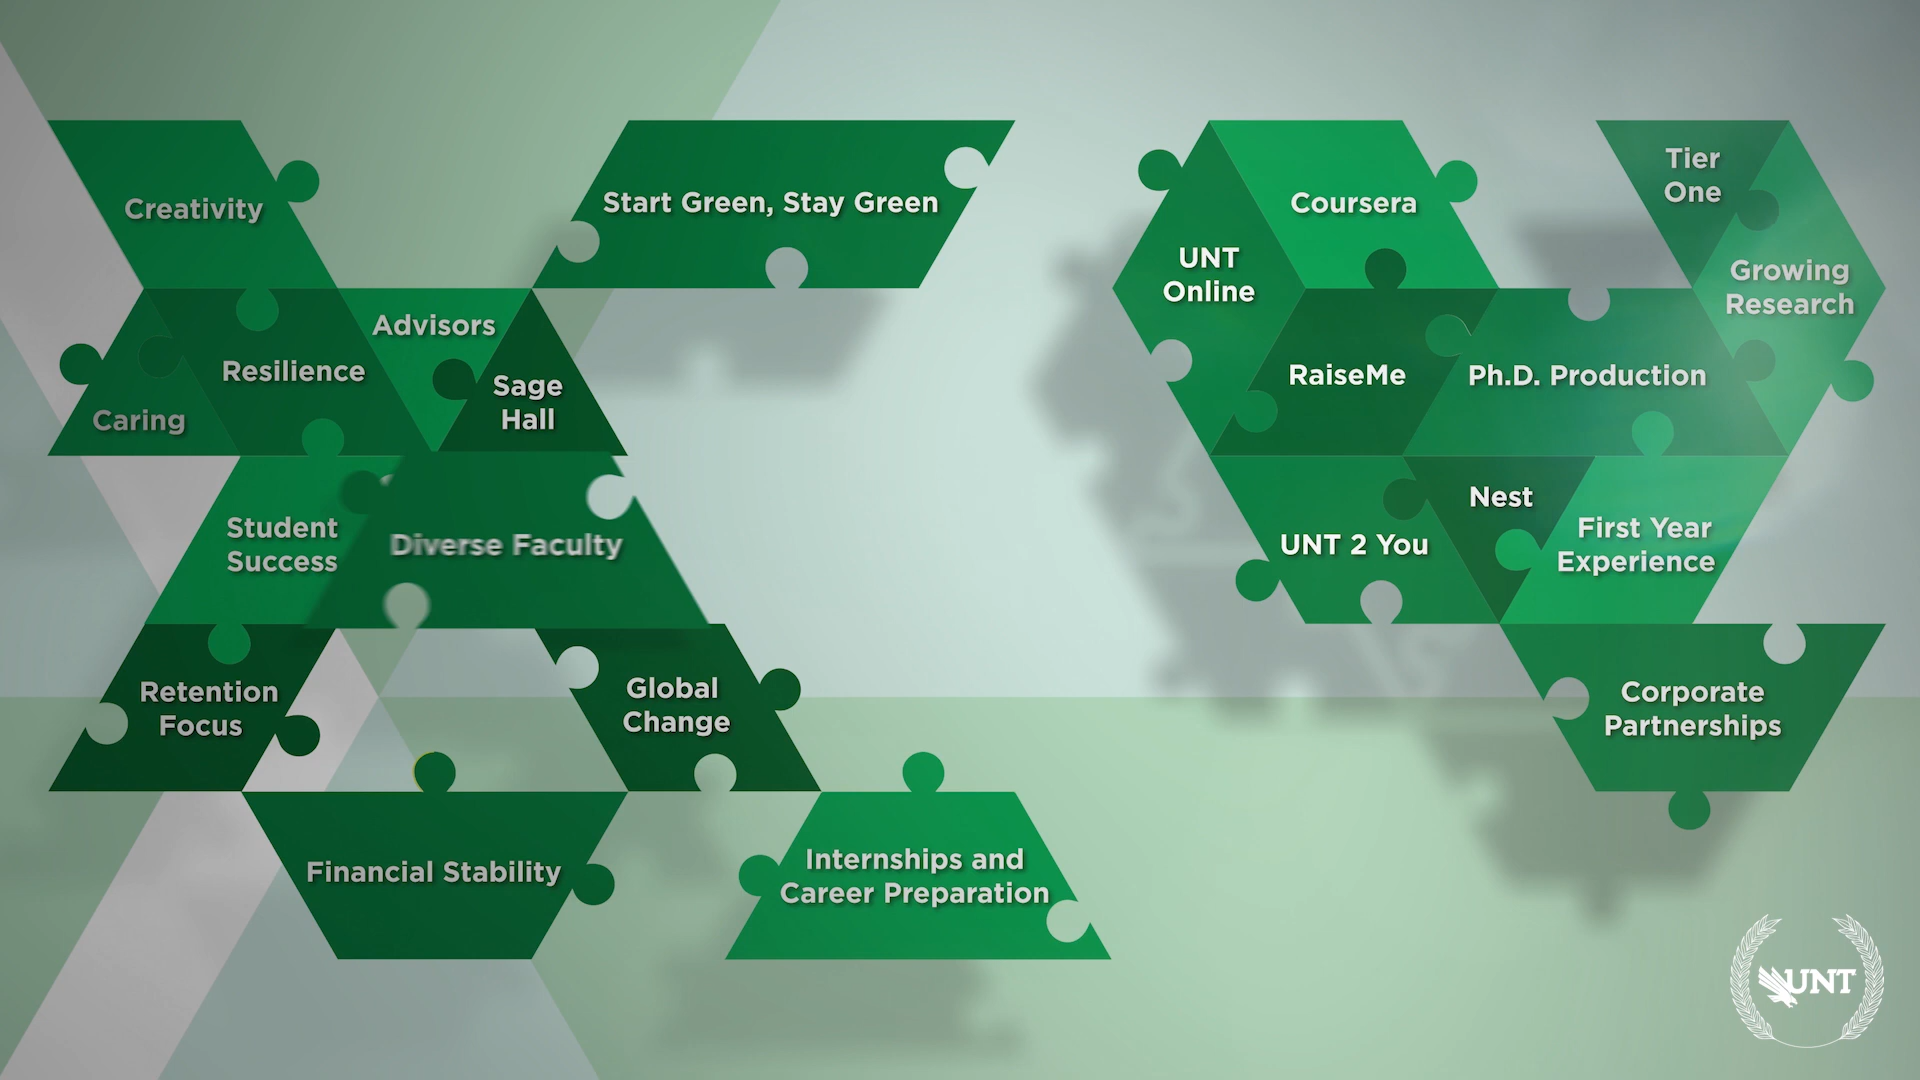 Creativity
Start Green, Stay Green
Advisors
Resilience
Caring
Sage
Hall
Student
Success
Diverse Faculty
Retention
Focus
Global
Change
Financial Stability
Internships and
Career Preparation
Coursera
Tier
One
UNT
Online
Growing
Research
RaiseMe
Ph.D. Production
Nest
UNT 2 You
First Year
Experience
Corporate
Partnerships
UNT